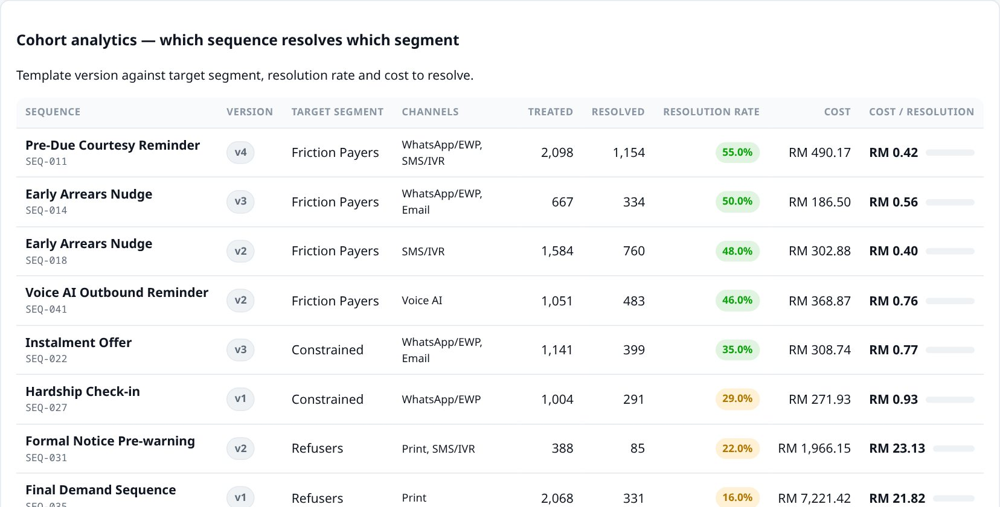 Cohort analytics — which sequence resolves which segment
Template version against target segment, resolution rate and cost to resolve.
SEQUENCE VERSION TARGET SEGMENT CHANNELS TREATED RESOLVED RESOLUTION RATE COST COST / RESOLUTION
Pre-Due Courtesy Reminder
SEQ-011
v4 Friction Payers
WhatsApp/EWP,
SMS/IVR
2,098 1,154 55.0% RM 490.17 RM 0.42
Early Arrears Nudge
SEQ-014
v3 Friction Payers
WhatsApp/EWP,
Email
667 334 50.0% RM 186.50 RM 0.56
Early Arrears Nudge
SEQ-018
v2 Friction Payers SMS/IVR 1,584 760 48.0% RM 302.88 RM 0.40
Voice AI Outbound Reminder
SEQ-041
v2 Friction Payers Voice AI 1,051 483 46.0% RM 368.87 RM 0.76
Instalment Offer
SEQ-022
v3 Constrained
WhatsApp/EWP,
Email
1,141 399 35.0% RM 308.74 RM 0.77
Hardship Check-in
SEQ-027
v1 Constrained WhatsApp/EWP 1,004 291 29.0% RM 271.93 RM 0.93
Formal Notice Pre-warning
SEQ-031
v2 Refusers Print, SMS/IVR 388 85 22.0% RM 1,966.15 RM 23.13
Final Demand Sequence
SEQ-035
v1 Refusers Print 2,068 331 16.0% RM 7,221.42 RM 21.82